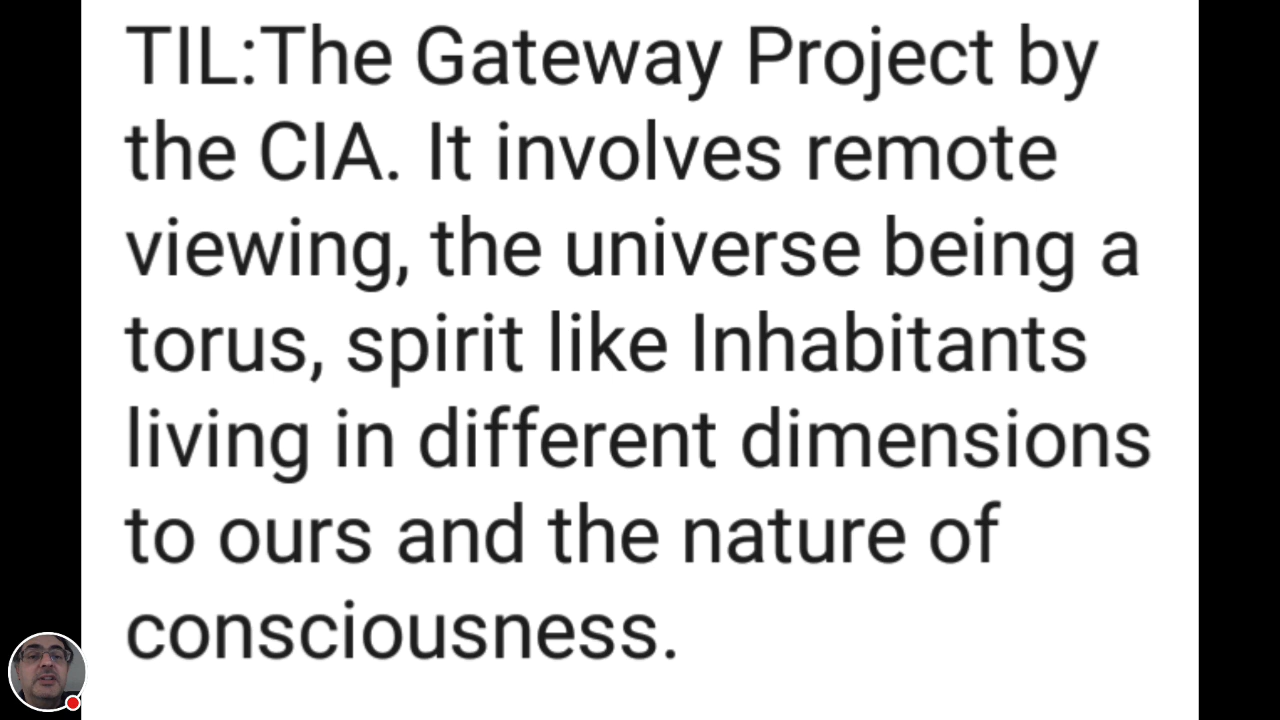 TIL:The Gateway Project by
the CIA. It involves remote
viewing, the universe being a
torus, spirit like Inhabitants
living in different dimensions
to ours and the nature of
consciousness.